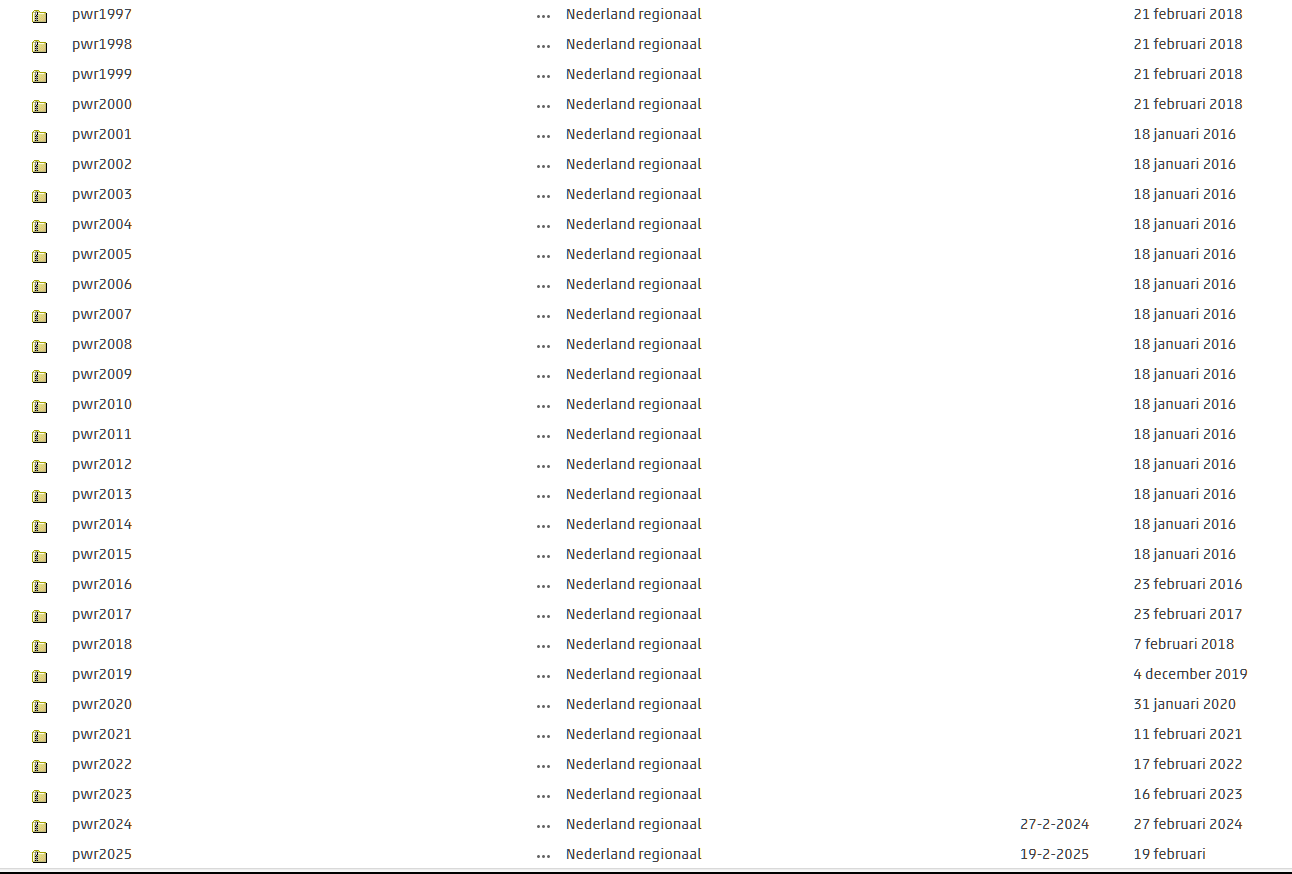 pwr1997 ... Nederland regionaal 21 februari 2018
pwr1998 ... Nederland regionaal 21 februari 2018
pwr1999 ... Nederland regionaal 21 februari 2018
pwr2000 ... Nederland regionaal 21 februari 2018
pwr2001 ... Nederland regionaal 18 januari 2016
pwr2002 ... Nederland regionaal 18 januari 2016
pwr2003 ... Nederland regionaal 18 januari 2016
pwr2004 ... Nederland regionaal 18 januari 2016
pwr2005 ... Nederland regionaal 18 januari 2016
pwr2006 ... Nederland regionaal 18 januari 2016
pwr2007 ... Nederland regionaal 18 januari 2016
pwr2008 ... Nederland regionaal 18 januari 2016
pwr2009 ... Nederland regionaal 18 januari 2016
pwr2010 ... Nederland regionaal 18 januari 2016
pwr2011 ... Nederland regionaal 18 januari 2016
pwr2012 ... Nederland regionaal 18 januari 2016
pwr2013 ... Nederland regionaal 18 januari 2016
pwr2014 ... Nederland regionaal 18 januari 2016
pwr2015 ... Nederland regionaal 18 januari 2016
pwr2016 ... Nederland regionaal 23 februari 2016
pwr2017 ... Nederland regionaal 23 februari 2017
pwr2018 ... Nederland regionaal 7 februari 2018
pwr2019 ... Nederland regionaal 4 december 2019
pwr2020 ... Nederland regionaal 31 januari 2020
pwr2021 ... Nederland regionaal 11 februari 2021
pwr2022 ... Nederland regionaal 17 februari 2022
pwr2023 ... Nederland regionaal 16 februari 2023
pwr2024 ... Nederland regionaal 27-2-2024 27 februari 2024
pwr2025 ... Nederland regionaal 19-2-2025 19 februari